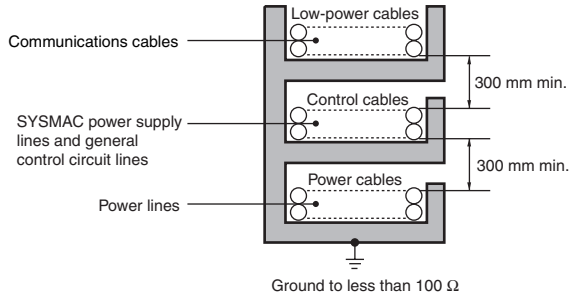 Low-power cables
Communications cables
300 mm min.
Control cables
SYSMAC power supply
lines and general
control circuit lines
300 mm min.
Power cables
Power lines
Ground to less than 100 Ω